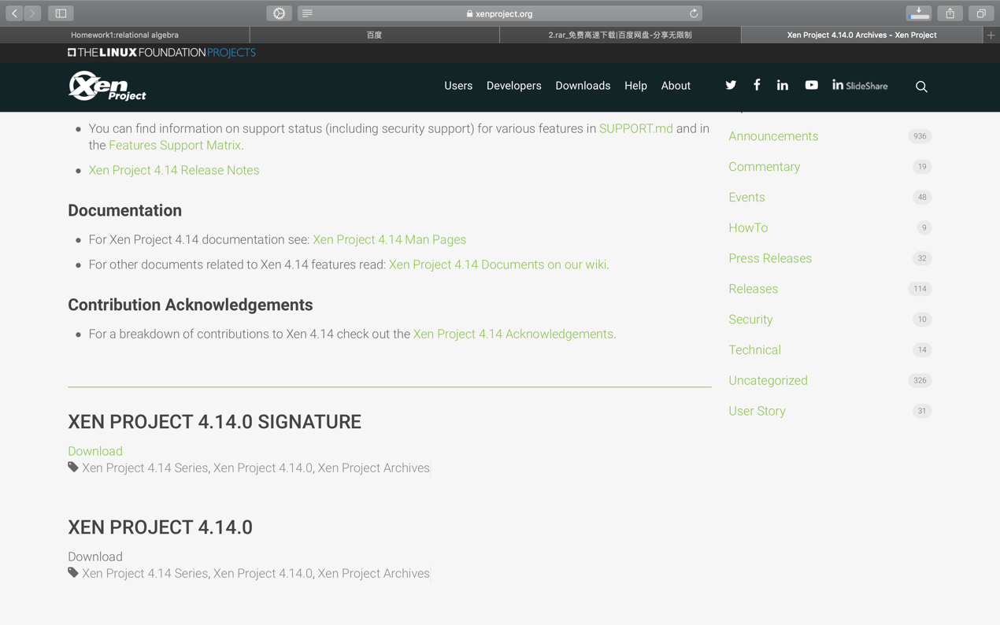 xenproject.org
Homework1:relational algebra
百度
2.rar_免费高速下载|百度网盘-分享无限制
Xen Project 4.14.0 Archives - Xen Project
THE LINUX FOUNDATION PROJECTS
Xen Project
Users
Developers
Downloads
Help
About
in SlideShare
You can find information on support status (including security support) for various features in SUPPORT.md and in
the Features Support Matrix.
Xen Project 4.14 Release Notes
Documentation
For Xen Project 4.14 documentation see: Xen Project 4.14 Man Pages
For other documents related to Xen 4.14 features read: Xen Project 4.14 Documents on our wiki.
Contribution Acknowledgements
For a breakdown of contributions to Xen 4.14 check out the Xen Project 4.14 Acknowledgements.
XEN PROJECT 4.14.0 SIGNATURE
Download
Xen Project 4.14 Series, Xen Project 4.14.0, Xen Project Archives
XEN PROJECT 4.14.0
Download
Xen Project 4.14 Series, Xen Project 4.14.0, Xen Project Archives
Announcements 936
Commentary 19
Events 48
HowTo 9
Press Releases 32
Releases 114
Security 10
Technical 14
Uncategorized 326
User Story 31